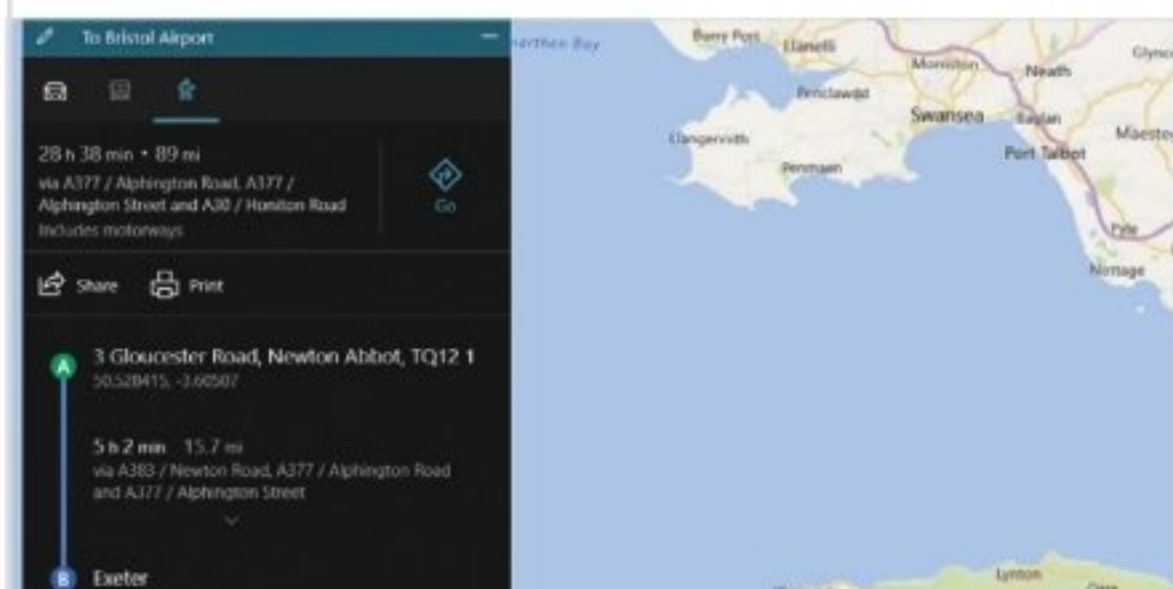 To Bristol Airport
28 h 38 min • 89 mi
via A377 / Alphington Road, A377 /
Alphington Street and A30 / Honiton Road
Includes motorways
Go
Share
Print
A
3 Gloucester Road, Newton Abbot, TQ12 1
50.528415, -3.60507
5 h 2 min 15.7 mi
via A383 / Newton Road, A377 / Alphington Road
and A377 / Alphington Street
B
Exeter
Bay
Burry Port
Llanelli
Morriston
Neath
Penclawdd
Swansea
Baglan
Llangennith
Port Talbot
Penmaen
Pyle
Nottage
Lynton